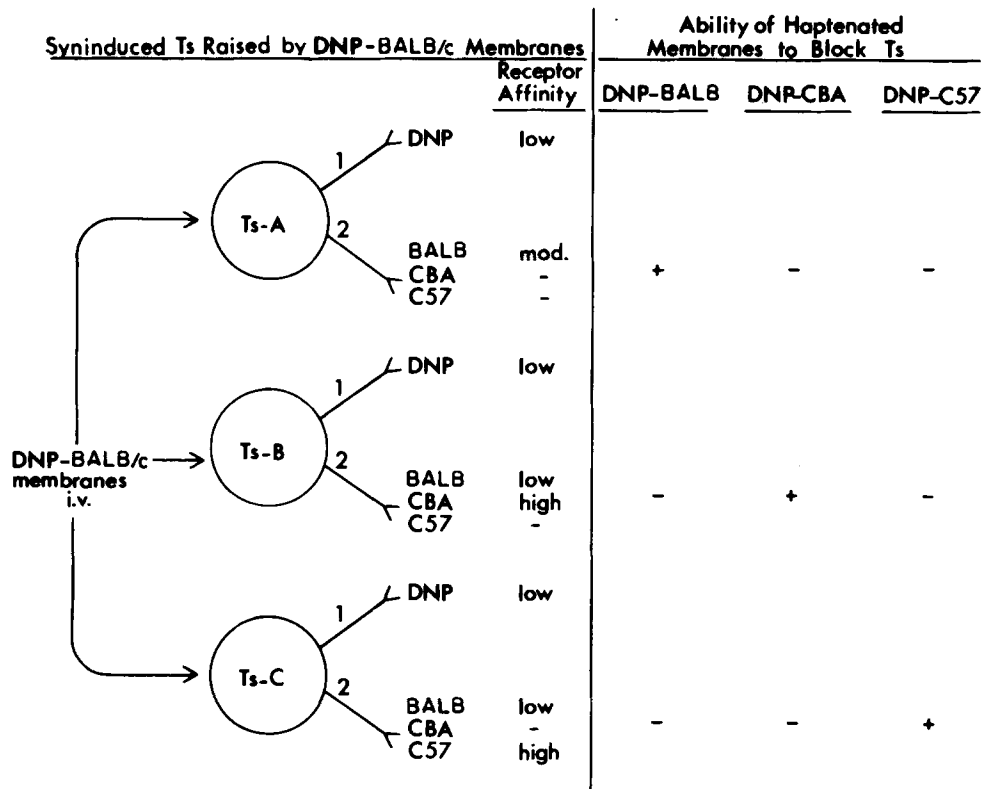 Syninduced Ts Raised by DNP-BALB/c Membranes
Ability of Haptenated
Membranes to Block Ts
Receptor
Affinity
DNP-BALB DNP-CBA DNP-C57
DNP-BALB/c
membranes
i.v.
Ts-A
1
DNP low
2
BALB mod.
CBA -
C57 -
+ - -
Ts-B
1
DNP low
2
BALB low
CBA high
C57 -
- + -
Ts-C
1
DNP low
2
BALB low
CBA -
C57 high
- - +